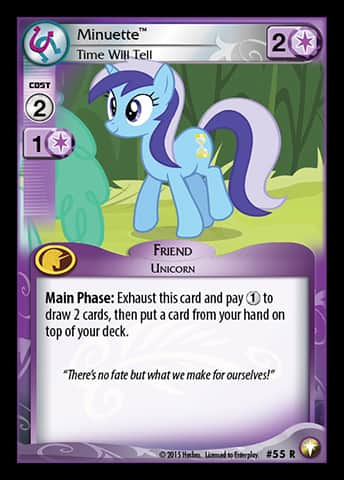 Minuette™
Time Will Tell
2
COST
2
1
FRIEND
UNICORN
Main Phase: Exhaust this card and pay 1 to
draw 2 cards, then put a card from your hand on
top of your deck.
"There's no fate but what we make for ourselves!"
© 2015 Hasbro. Licensed to Enterplay. #55 R